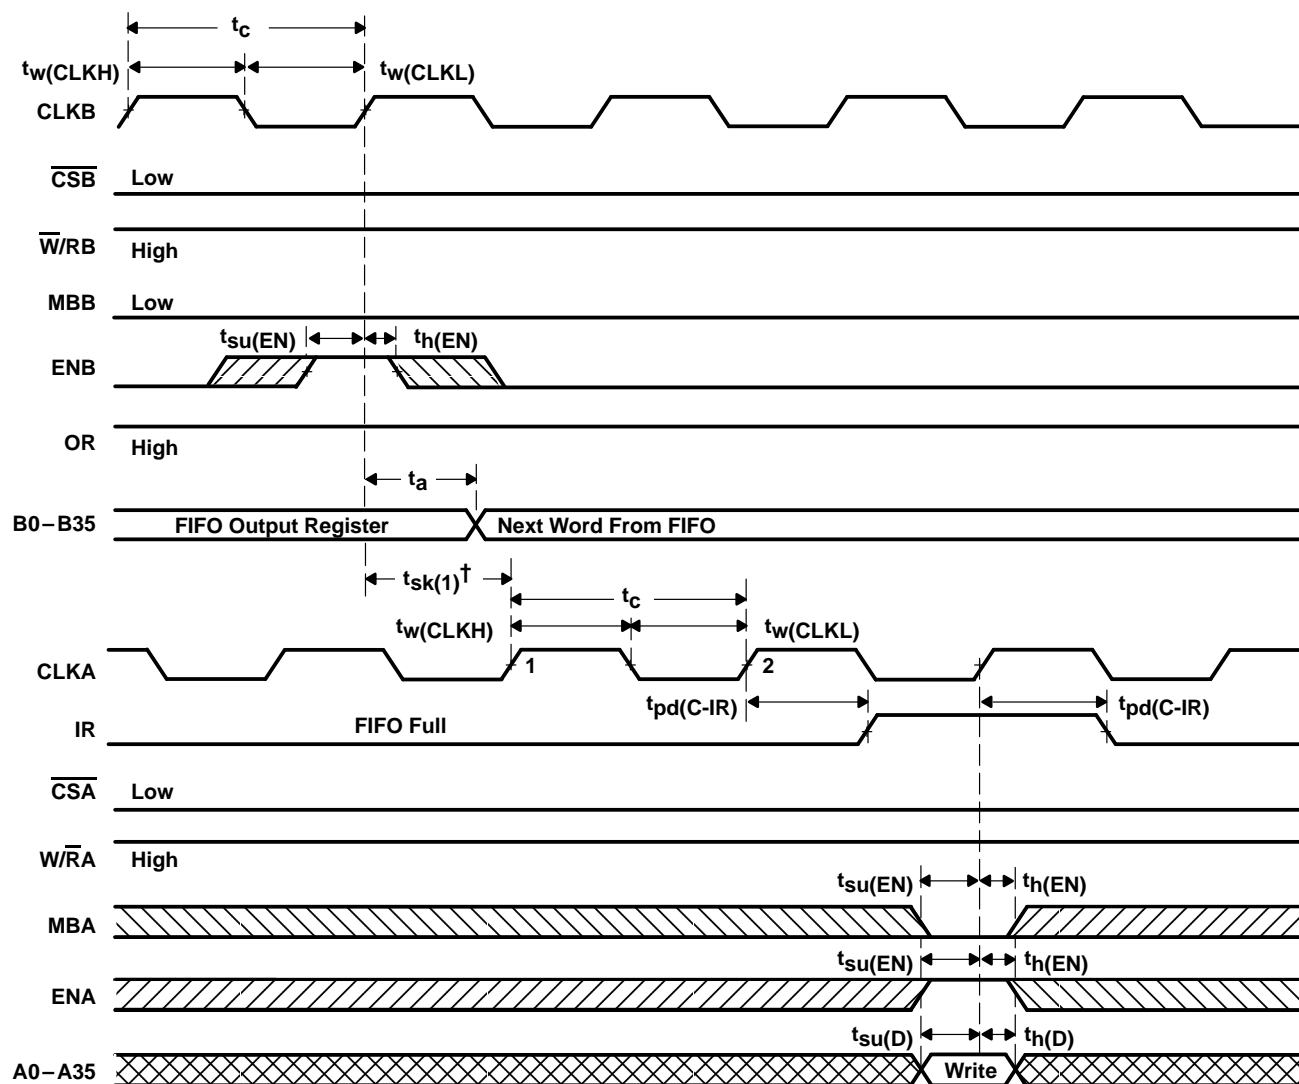 tc
tw(CLKH) tw(CLKL)
CLKB
CSB Low
W/RB High
MBB Low
tsu(EN) th(EN)
ENB
OR High
ta
B0–B35 FIFO Output Register Next Word From FIFO
tsk(1)†
tc
tw(CLKH) tw(CLKL)
CLKA 1 2
tpd(C-IR) tpd(C-IR)
IR FIFO Full
CSA Low
W/RA High
tsu(EN) th(EN)
MBA
tsu(EN) th(EN)
ENA
tsu(D) th(D)
A0–A35 Write